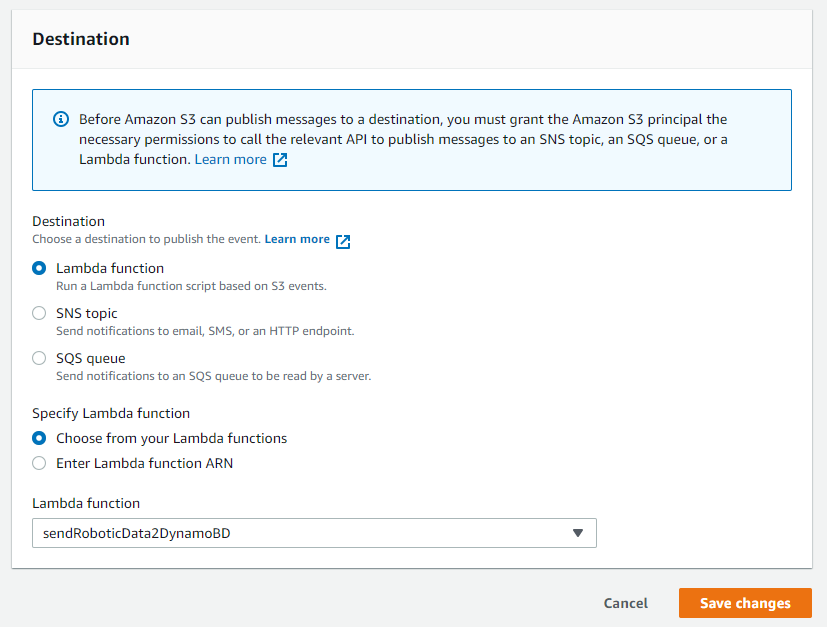 Destination
Before Amazon S3 can publish messages to a destination, you must grant the Amazon S3 principal the
necessary permissions to call the relevant API to publish messages to an SNS topic, an SQS queue, or a
Lambda function. Learn more
Destination
Choose a destination to publish the event. Learn more
Lambda function
Run a Lambda function script based on S3 events.
SNS topic
Send notifications to email, SMS, or an HTTP endpoint.
SQS queue
Send notifications to an SQS queue to be read by a server.
Specify Lambda function
Choose from your Lambda functions
Enter Lambda function ARN
Lambda function
sendRoboticData2DynamoBD
Cancel Save changes